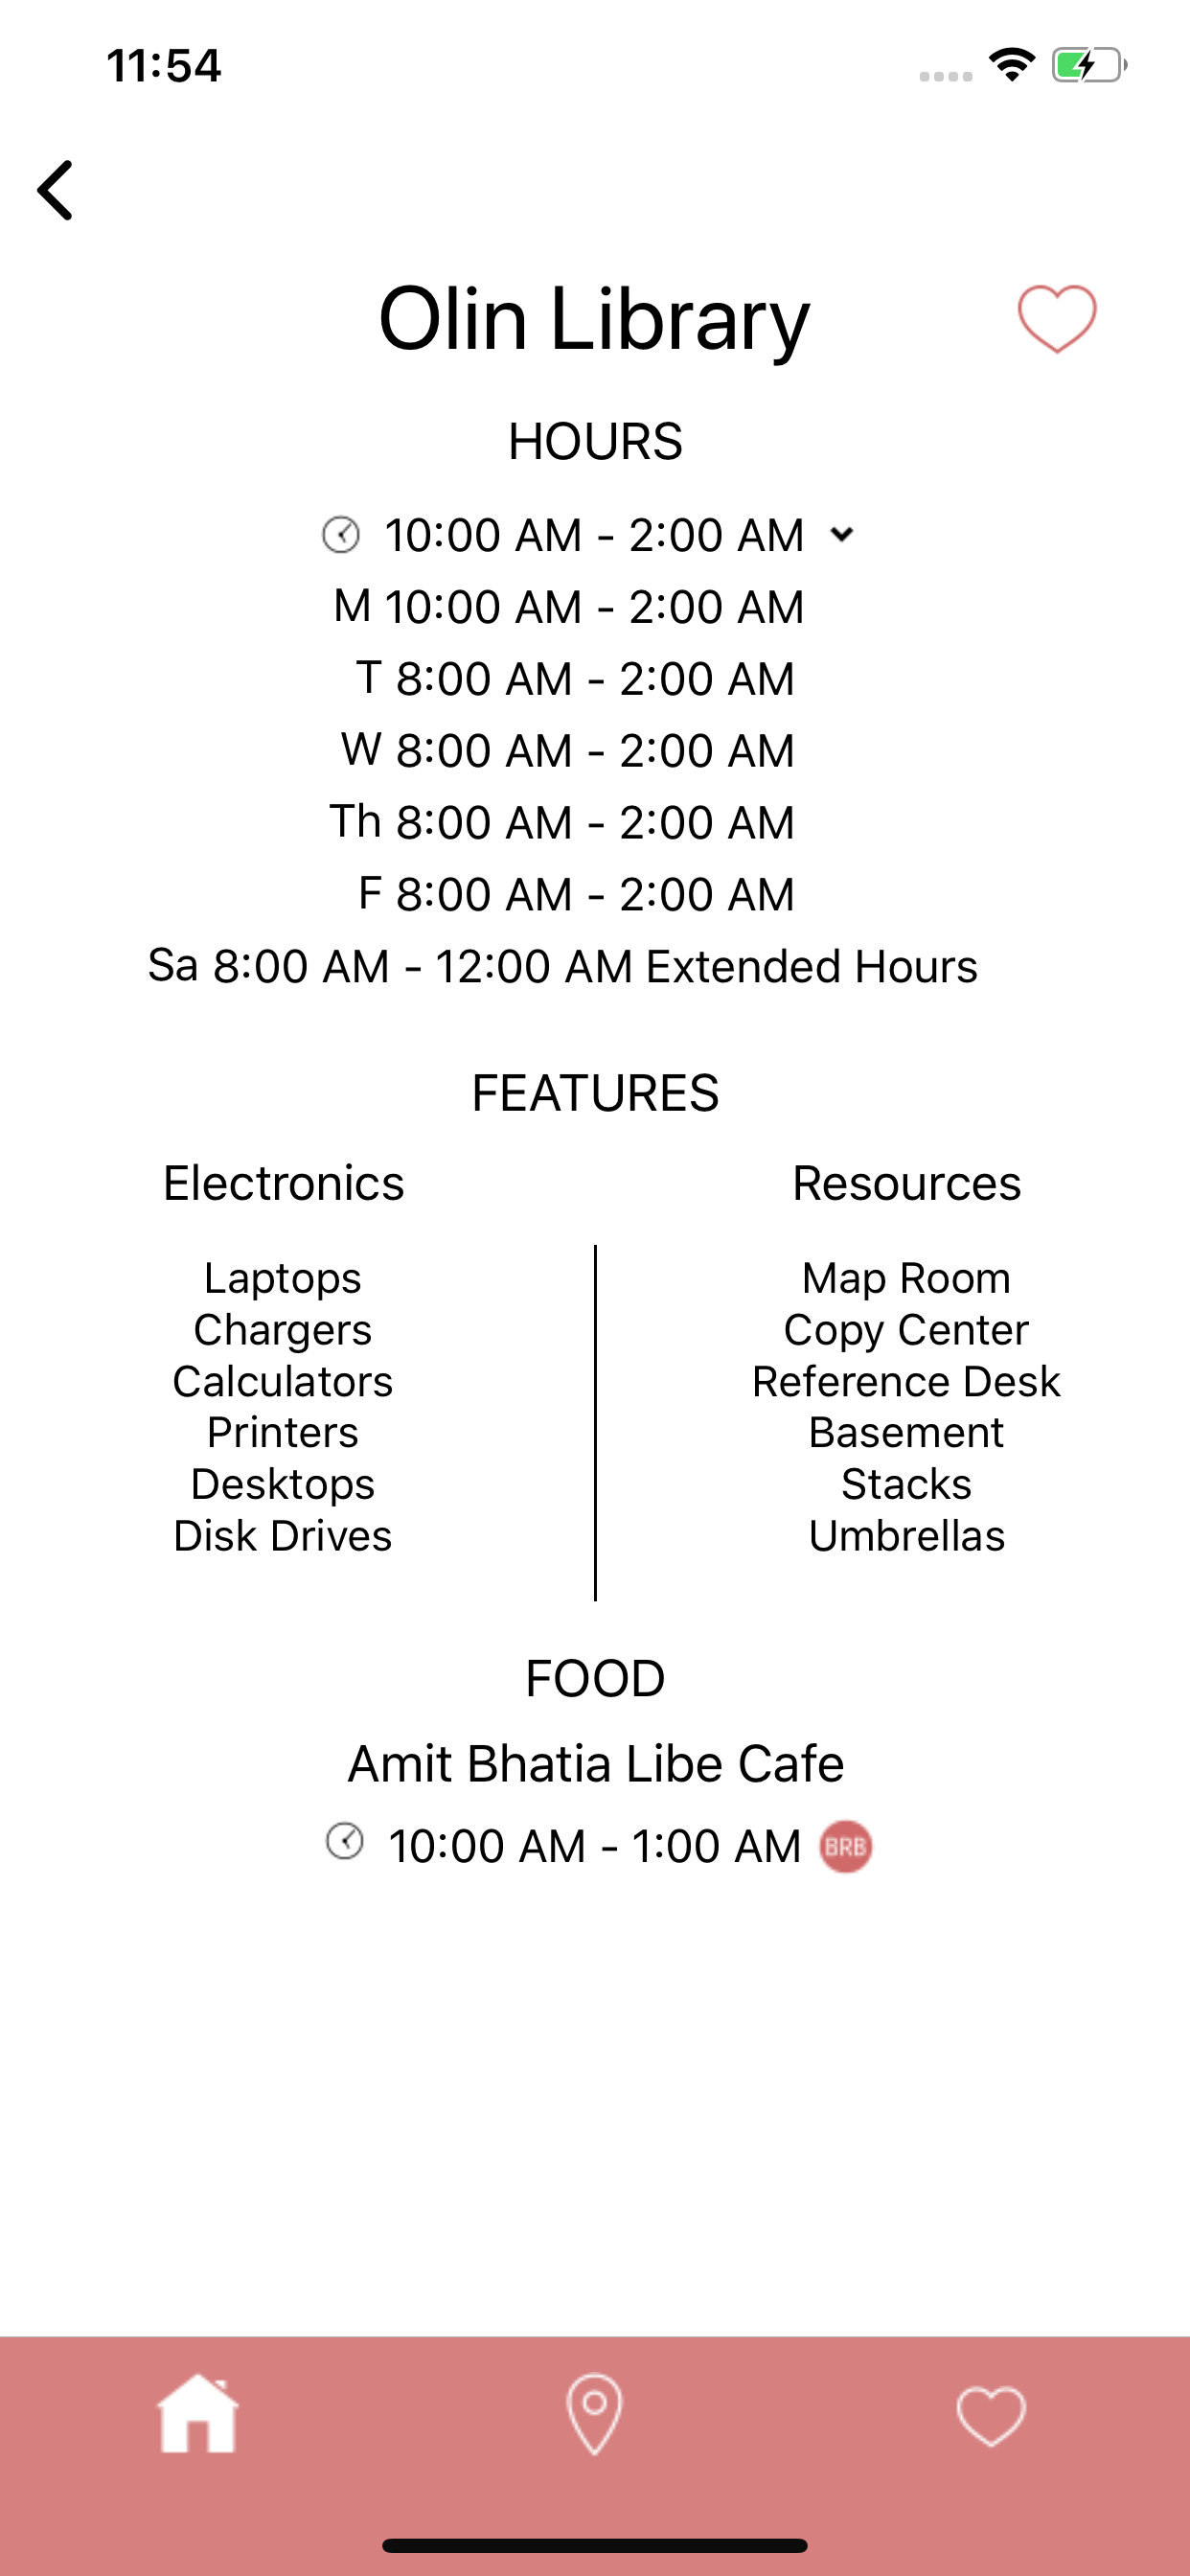 11:54
Olin Library
HOURS
10:00 AM - 2:00 AM
M 10:00 AM - 2:00 AM
T 8:00 AM - 2:00 AM
W 8:00 AM - 2:00 AM
Th 8:00 AM - 2:00 AM
F 8:00 AM - 2:00 AM
Sa 8:00 AM - 12:00 AM Extended Hours
FEATURES
Electronics
Laptops
Chargers
Calculators
Printers
Desktops
Disk Drives
Resources
Map Room
Copy Center
Reference Desk
Basement
Stacks
Umbrellas
FOOD
Amit Bhatia Libe Cafe
10:00 AM - 1:00 AM BRB